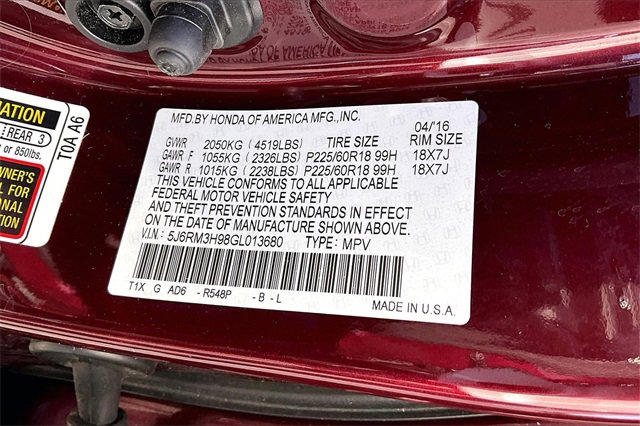 MFD.BY HONDA OF AMERICA MFG.,INC.
04/16
GVWR 2050KG ( 4519LBS) TIRE SIZE RIM SIZE
GAWR F 1055KG ( 2326LBS) P225/60R18 99H 18X7J
GAWR R 1015KG ( 2238LBS) P225/60R18 99H 18X7J
THIS VEHICLE CONFORMS TO ALL APPLICABLE
FEDERAL MOTOR VEHICLE SAFETY
AND THEFT PREVENTION STANDARDS IN EFFECT
ON THE DATE OF MANUFACTURE SHOWN ABOVE.
V.I.N.: 5J6RM3H98GL013680 TYPE: MPV
T1X G AD6 - R548P - B - L
MADE IN U.S.A.
REAR 3
or 850lbs.
T0A A6